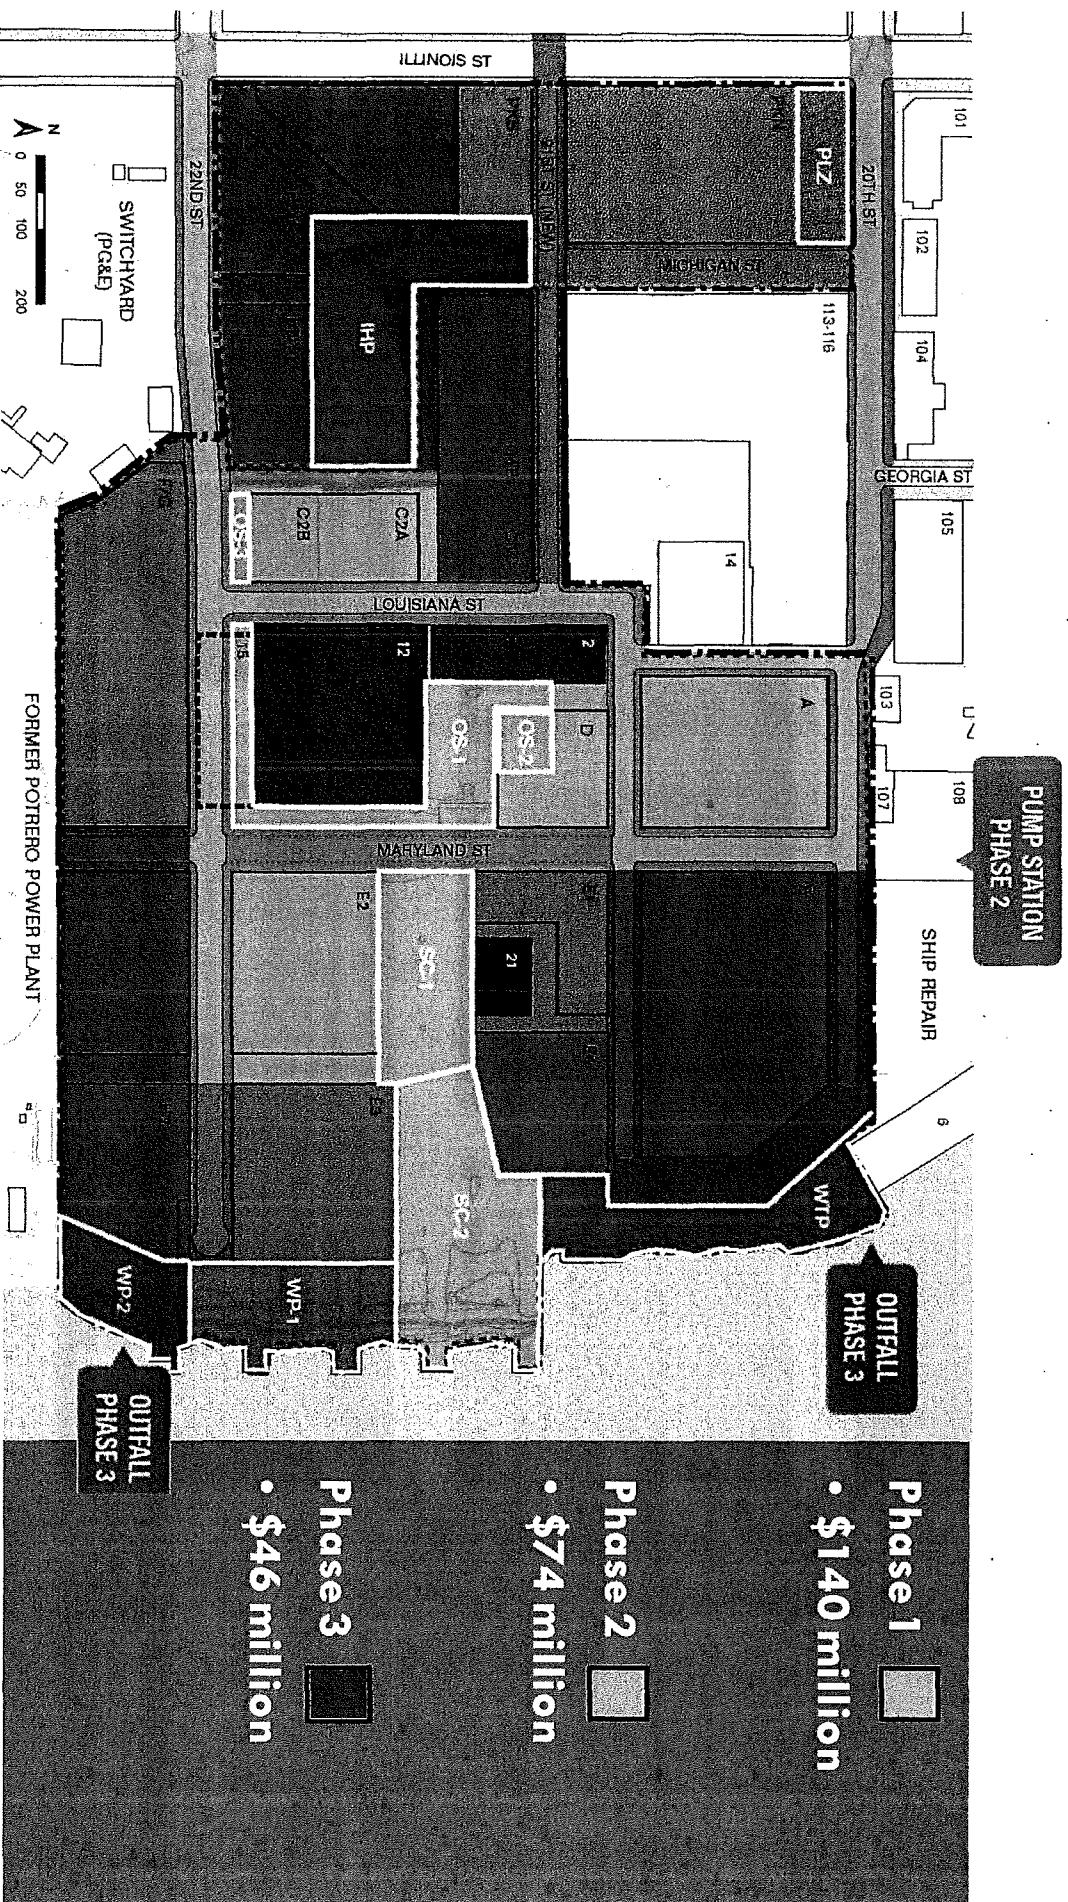 ILLINOIS ST
20TH ST
22ND ST
MICHIGAN ST
GEORGIA ST
LOUISIANA ST
MARYLAND ST
101
102
104
105
103
107
108
113-116
14
PLZ
IHP
C2A
C2B
2
12
15
A
D
OS-1
OS-2
E2
E3
21
SC-1
SC-2
WTP
WP-1
WP-2
6
SHIP REPAIR
SWITCHYARD
(PG&E)
FORMER POTRERO POWER PLANT
N
0 50 100 200
PUMP STATION
PHASE 2
OUTFALL
PHASE 3
OUTFALL
PHASE 3
Phase 1
• $140 million
Phase 2
• $74 million
Phase 3
• $46 million